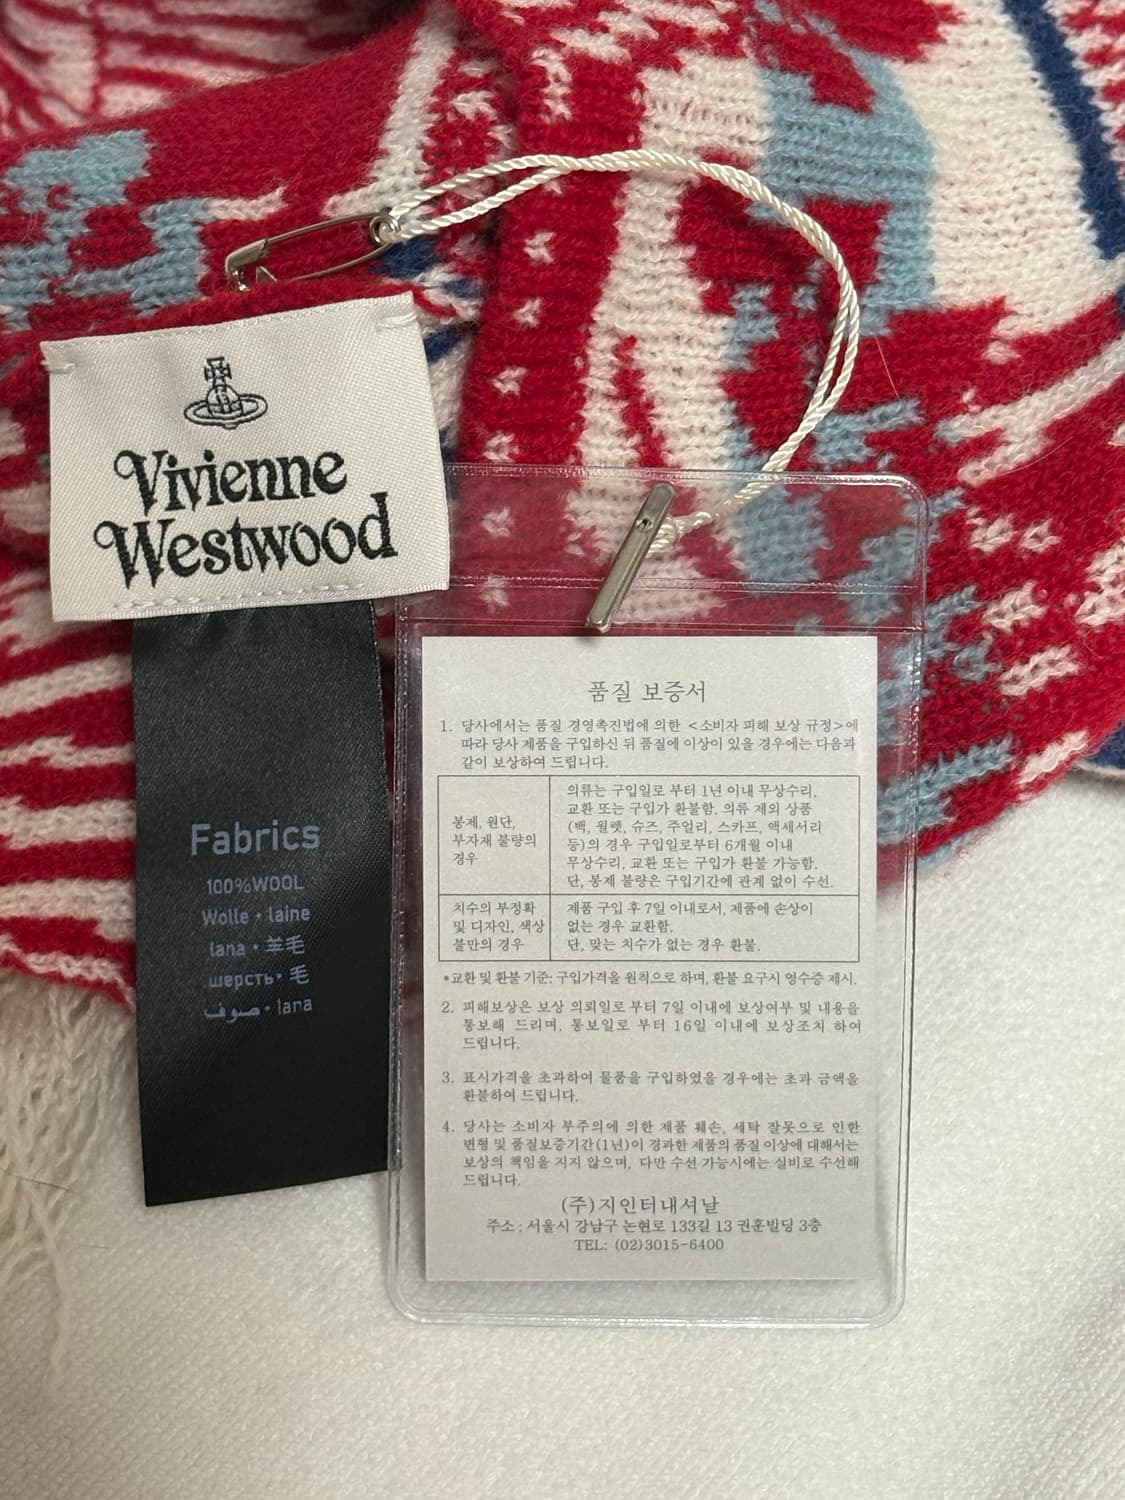 Vivienne
Westwood
Fabrics
100%WOOL
Wolle • laine
lana • 羊毛
шерсть • 毛
صوف • lana
품질 보증서
1. 당사에서는 품질 경영촉진법에 의한 <소비자 피해 보상 규정>에
따라 당사 제품을 구입하신 뒤 품질에 이상이 있을 경우에는 다음과
같이 보상하여 드립니다.
봉제, 원단,
부자재 불량의
경우
의류는 구입일로 부터 1년 이내 무상수리,
교환 또는 구입가 환불함. 의류 제외 상품
(백, 월렛, 슈즈, 주얼리, 스카프, 액세서리
등)의 경우 구입일로부터 6개월 이내
무상수리, 교환 또는 구입가 환불 가능함.
단, 봉제 불량은 구입기간에 관계 없이 수선.
치수의 부정확
및 디자인, 색상
불만의 경우
제품 구입 후 7일 이내로서, 제품에 손상이
없는 경우 교환함.
단, 맞는 치수가 없는 경우 환불.
*교환 및 환불 기준: 구입가격을 원칙으로 하며, 환불 요구시 영수증 제시.
2. 피해보상은 보상 의뢰일로 부터 7일 이내에 보상여부 및 내용을
통보해 드리며, 통보일로 부터 16일 이내에 보상조치 하여
드립니다.
3. 표시가격을 초과하여 물품을 구입하였을 경우에는 초과 금액을
환불하여 드립니다.
4. 당사는 소비자 부주의에 의한 제품 훼손, 세탁 잘못으로 인한
변형 및 품질보증기간(1년)이 경과한 제품의 품질 이상에 대해서는
보상의 책임을 지지 않으며, 다만 수선 가능시에는 실비로 수선해
드립니다.
(주)지인터내셔날
주소 : 서울시 강남구 논현로 133길 13 권훈빌딩 3층
TEL: (02)3015-6400